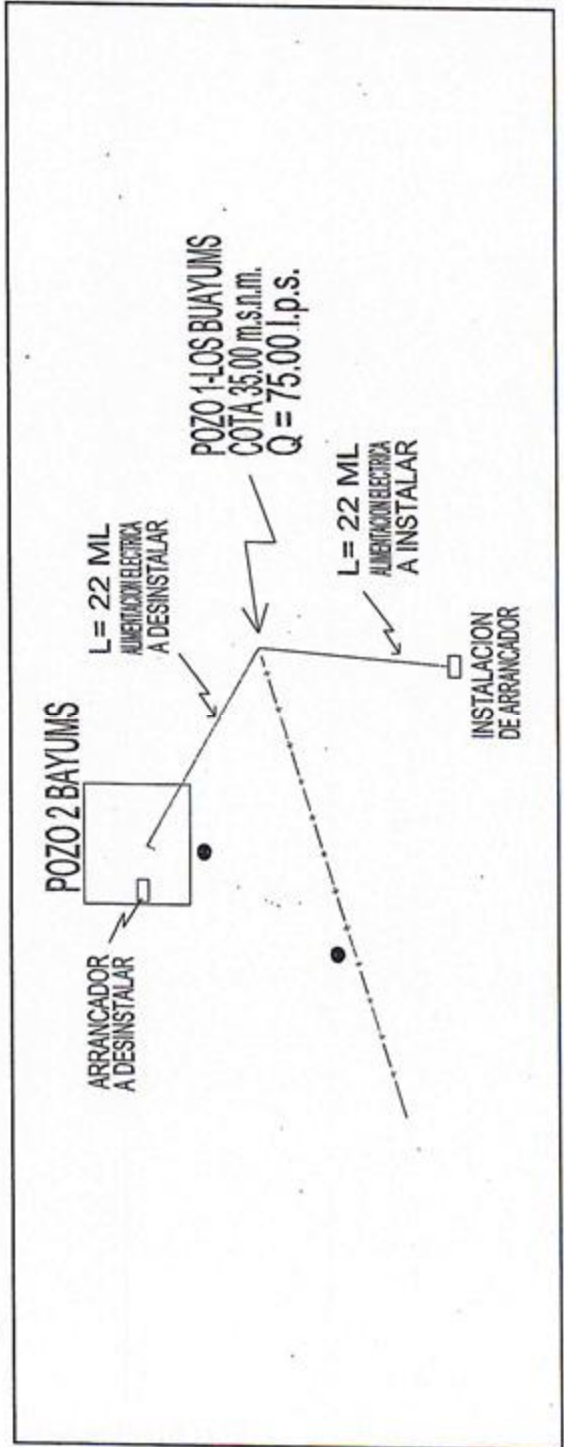 POZO 2 BAYUMS
ARRANCADOR
A DESINSTALAR
L= 22 ML
ALIMENTACION ELECTRICA
A DESINSTALAR
POZO 1-LOS BUAYUMS
COTA 35.00 m.s.n.m.
Q = 75.00 l.p.s.
L= 22 ML
ALIMENTACION ELECTRICA
A INSTALAR
INSTALACION
DE ARRANCADOR